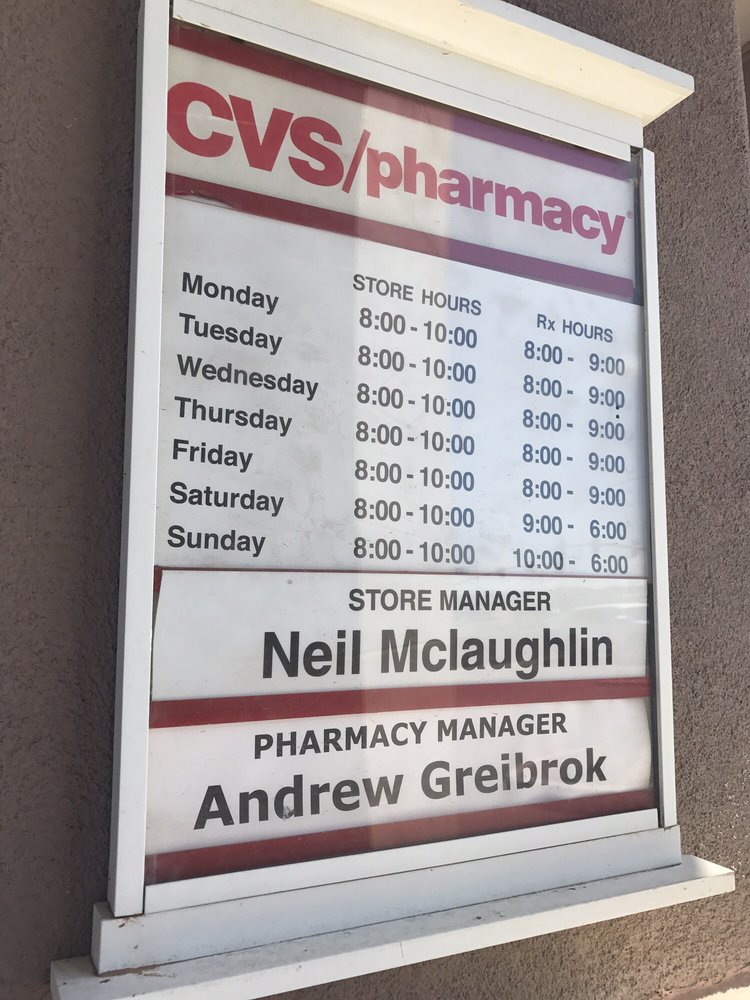 CVS/pharmacy®
STORE HOURS Rx HOURS
Monday 8:00 - 10:00 8:00 - 9:00
Tuesday 8:00 - 10:00 8:00 - 9:00
Wednesday 8:00 - 10:00 8:00 - 9:00
Thursday 8:00 - 10:00 8:00 - 9:00
Friday 8:00 - 10:00 8:00 - 9:00
Saturday 8:00 - 10:00 9:00 - 6:00
Sunday 8:00 - 10:00 10:00 - 6:00
STORE MANAGER
Neil Mclaughlin
PHARMACY MANAGER
Andrew Greibrok